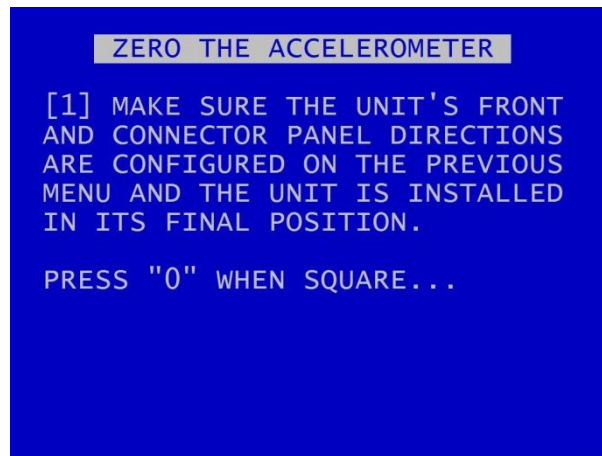 ZERO THE ACCELEROMETER
[1] MAKE SURE THE UNIT'S FRONT
AND CONNECTOR PANEL DIRECTIONS
ARE CONFIGURED ON THE PREVIOUS
MENU AND THE UNIT IS INSTALLED
IN ITS FINAL POSITION.
PRESS "0" WHEN SQUARE...